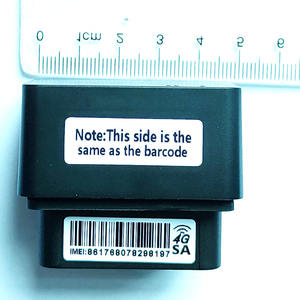 0 1cm 2 3 4 5 6
Note:This side is the
same as the barcode
4G
SA
IMEI:861768078298197